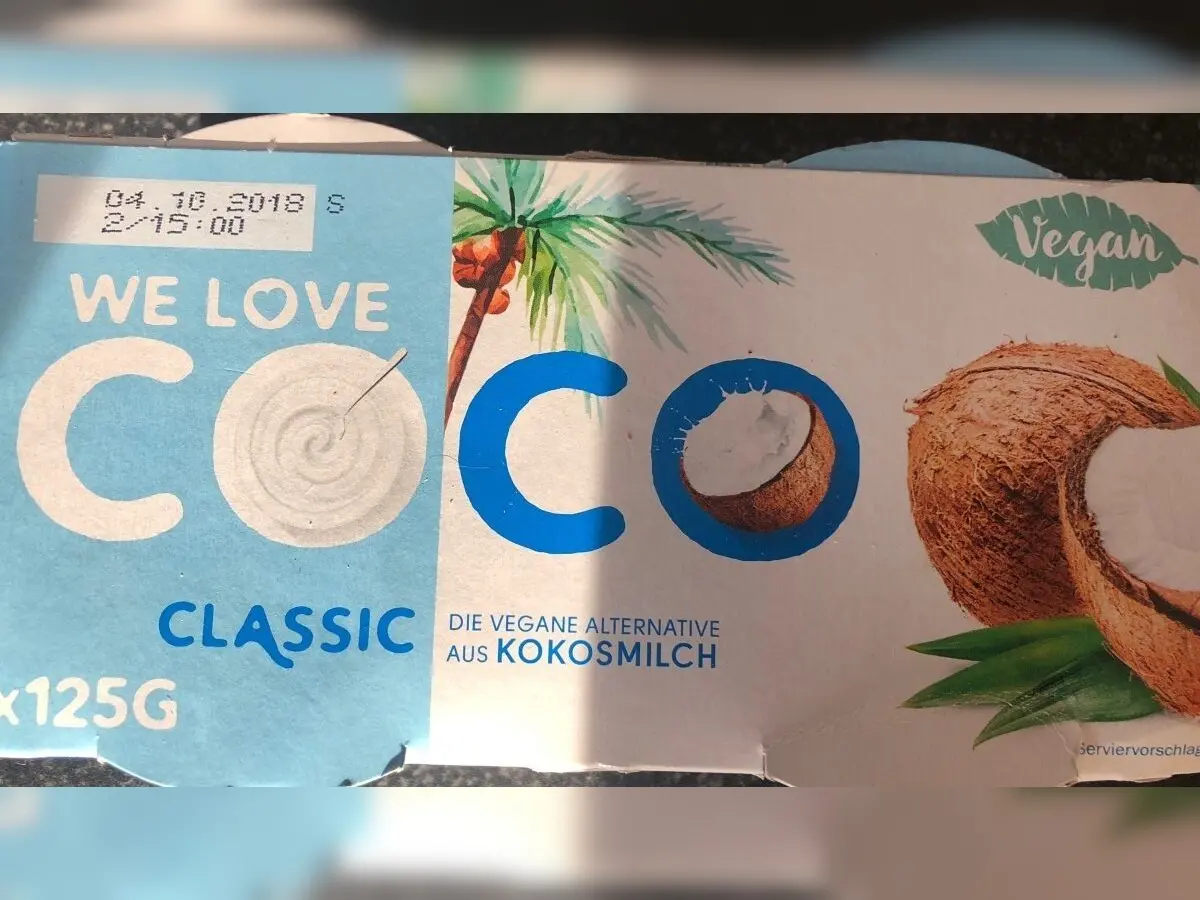 04.10.2018 S
2/15:00
WE LOVE
COCO
CLASSIC
x125G
DIE VEGANE ALTERNATIVE
AUS KOKOSMILCH
Vegan
Serviervorschlag